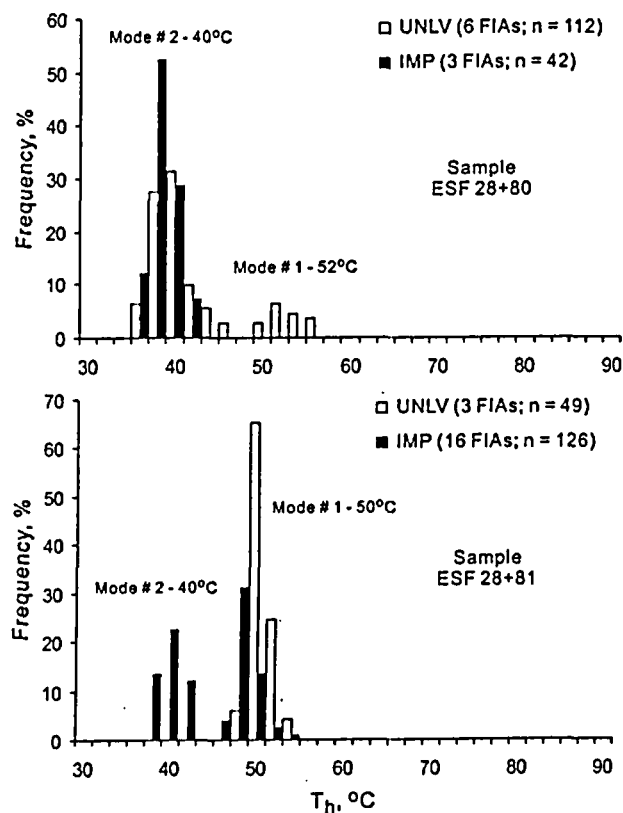 60
50
40
30
20
10
0
Frequency, %
Mode # 2 - 40°C
□ UNLV (6 FIAs; n = 112)
■ IMP (3 FIAs; n = 42)
Sample
ESF 28+80
Mode # 1 - 52°C
30 40 50 60 70 80 90
70
60
50
40
30
20
10
0
Frequency, %
□ UNLV (3 FIAs; n = 49)
■ IMP (16 FIAs; n = 126)
Mode # 1 - 50°C
Sample
ESF 28+81
Mode # 2 - 40°C
30 40 50 60 70 80 90
Th, °C